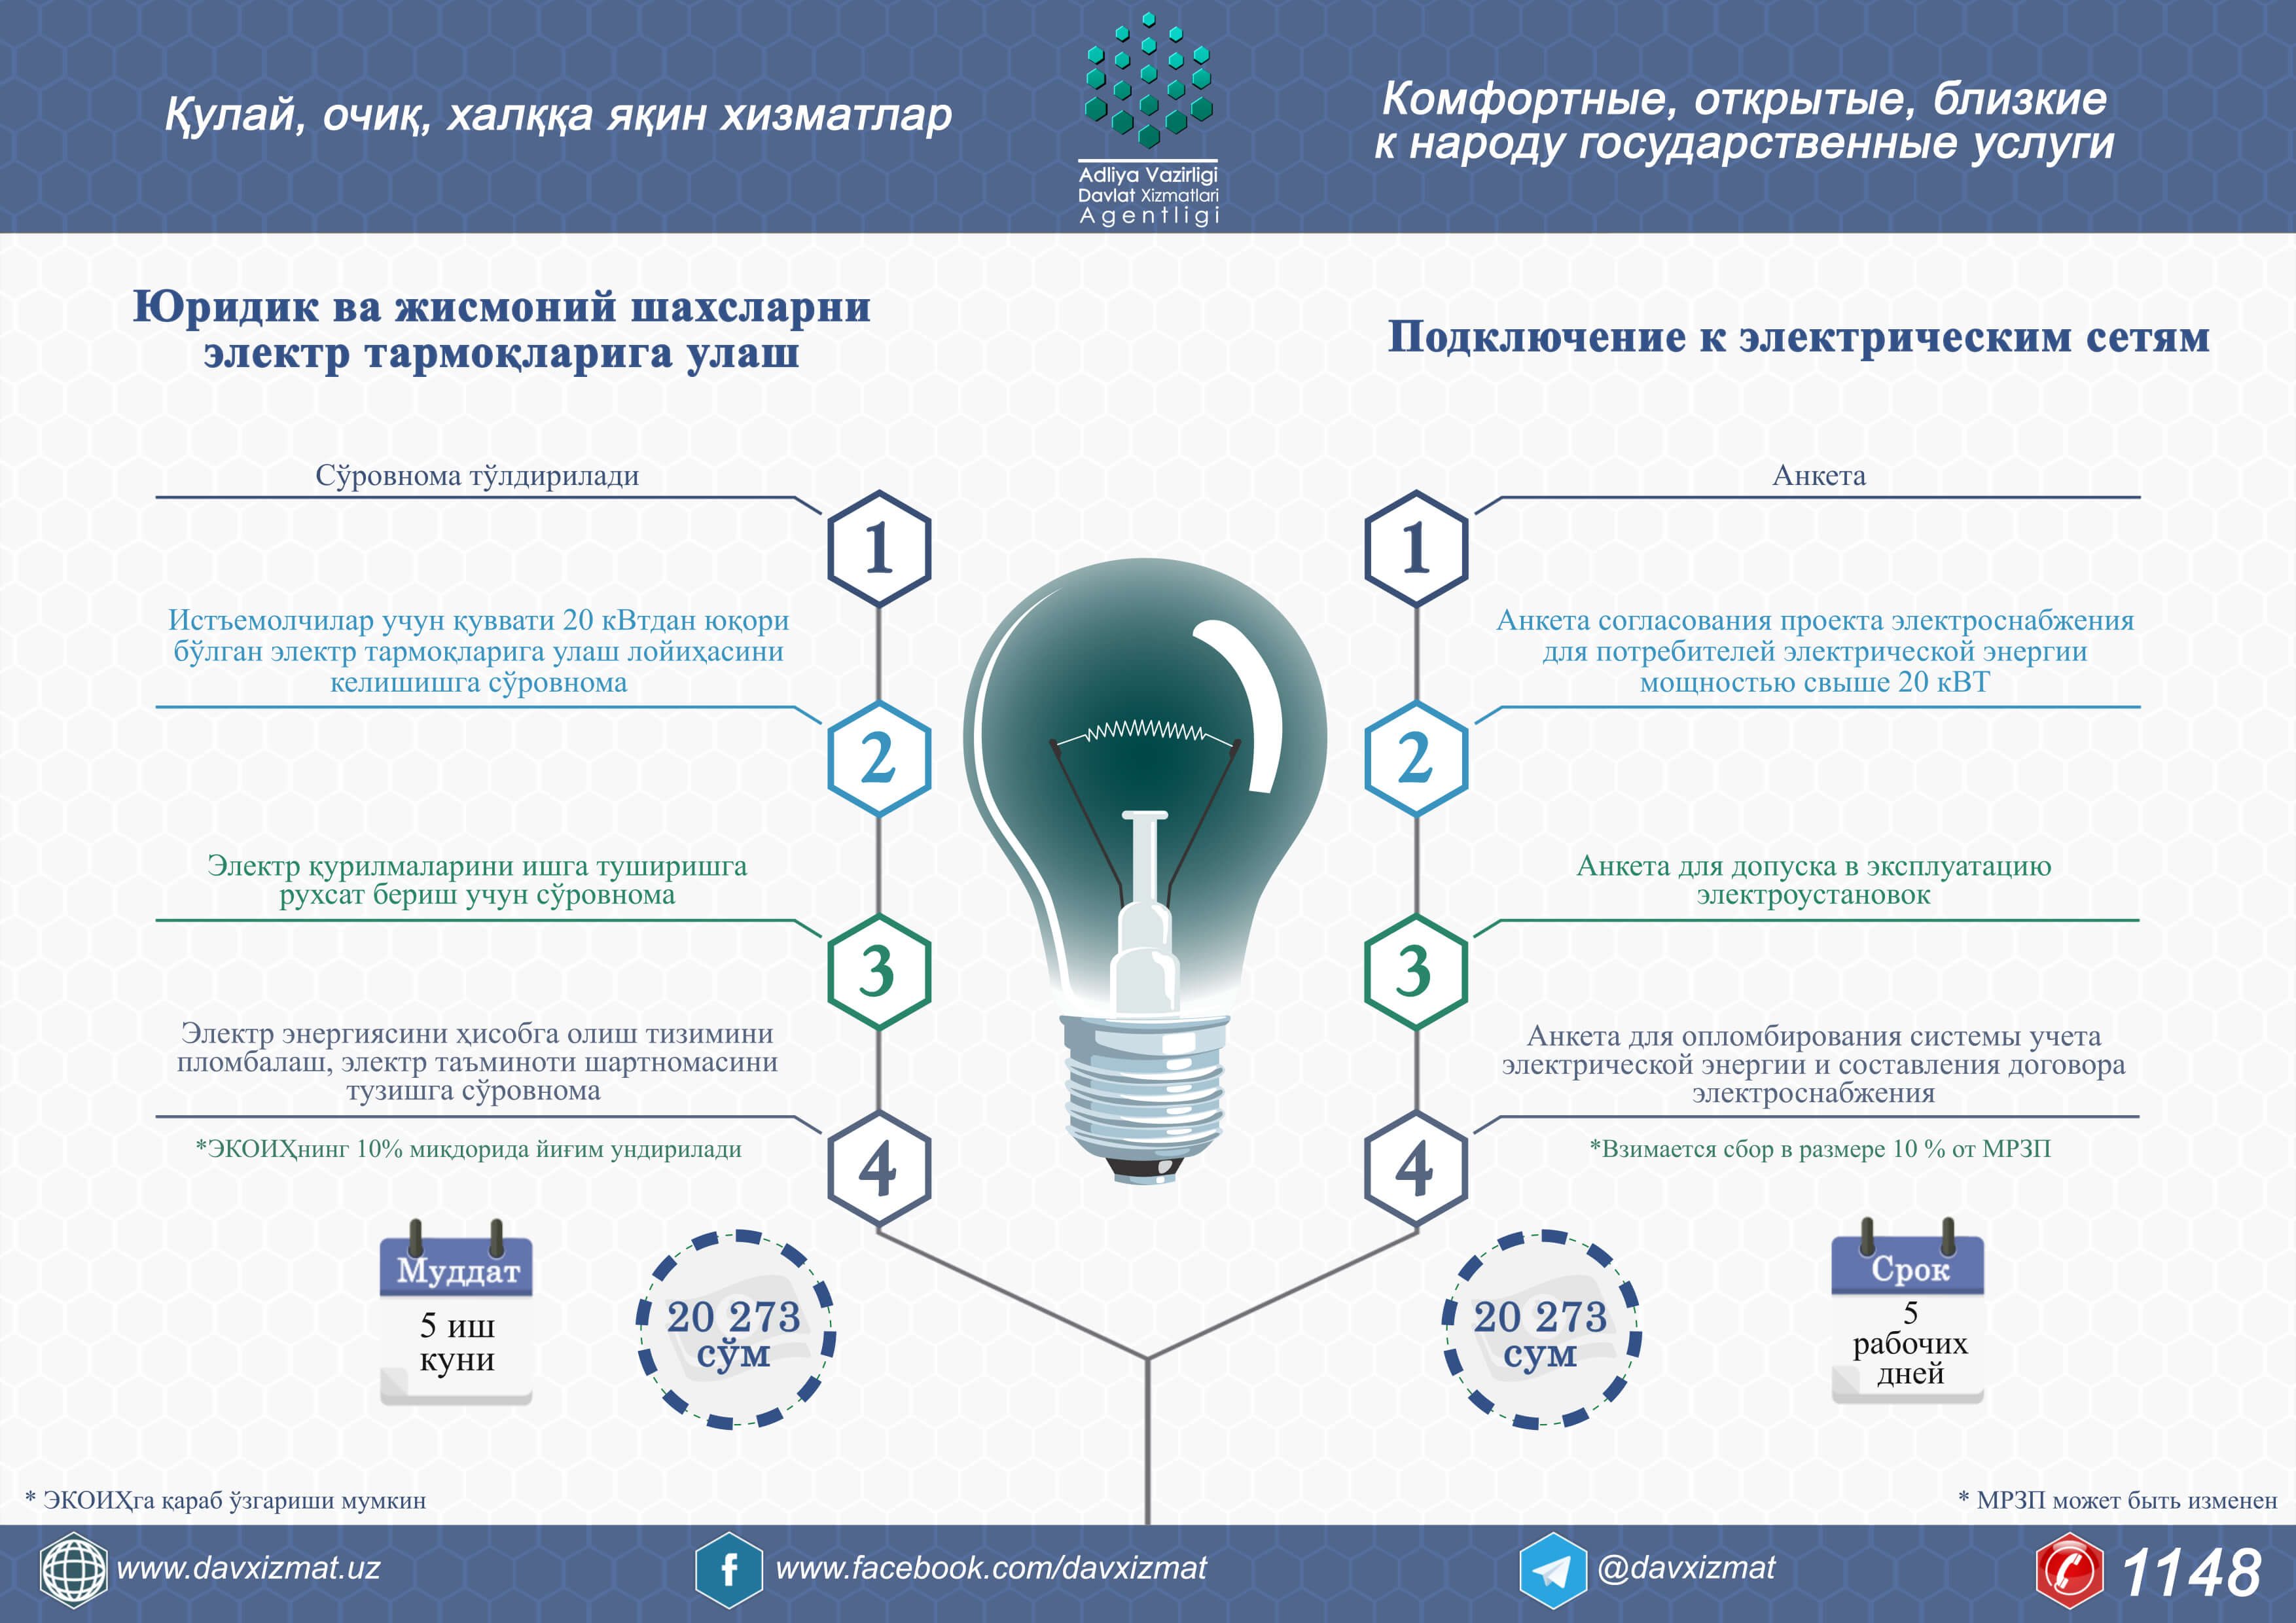 Қулай, очиқ, халққа яқин хизматлар
Adliya Vazirligi
Davlat Xizmatlari
Agentligi
Комфортные, открытые, близкие
к народу государственные услуги
Юридик ва жисмоний шахсларни
электр тармоқларига улаш
Сўровнома тўлдирилади
1
Истъемолчилар учун қуввати 20 кВтдан юқори
бўлган электр тармоқларига улаш лойиҳасини
келишишга сўровнома
2
Электр қурилмаларини ишга туширишга
рухсат бериш учун сўровнома
3
Электр энергиясини ҳисобга олиш тизимини
пломбалаш, электр таъминоти шартномасини
тузишга сўровнома
4
*ЭКОИҲнинг 10% миқдорида йиғим ундирилади
Муддат
5 иш
куни
20 273
сўм
* ЭКОИҲга қараб ўзгариши мумкин
Подключение к электрическим сетям
Анкета
1
Анкета согласования проекта электроснабжения
для потребителей электрической энергии
мощностью свыше 20 кВТ
2
Анкета для допуска в эксплуатацию
электроустановок
3
Анкета для опломбирования системы учета
электрической энергии и составления договора
электроснабжения
4
*Взимается сбор в размере 10 % от МРЗП
20 273
сум
Срок
5
рабочих
дней
* МРЗП может быть изменен
www.davxizmat.uz
www.facebook.com/davxizmat
@davxizmat
1148